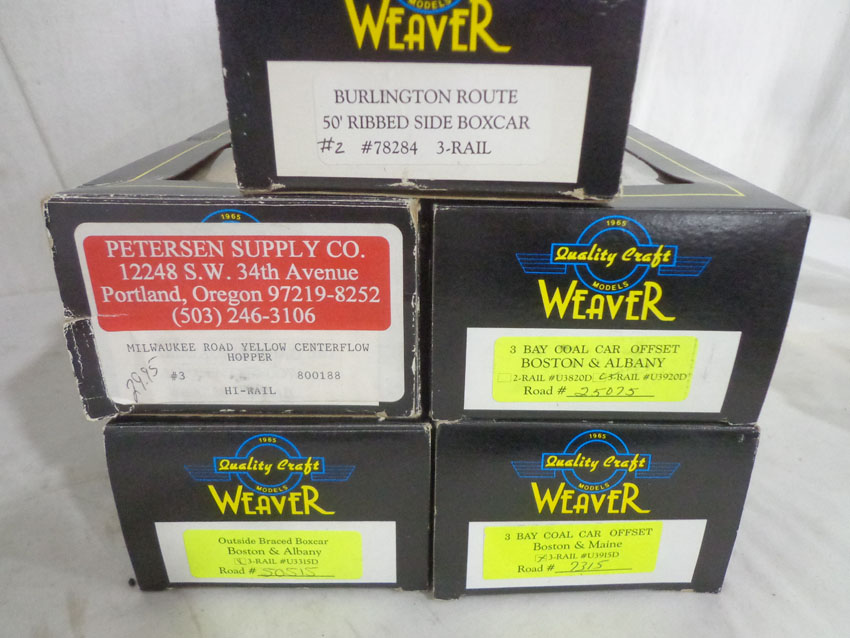 MODELS
WEAVER
BURLINGTON ROUTE
50' RIBBED SIDE BOXCAR
#2 #78284 3-RAIL
1965
PETERSEN SUPPLY CO.
12248 S.W. 34th Avenue
Portland, Oregon 97219-8252
(503) 246-3106
MILWAUKEE ROAD YELLOW CENTERFLOW
HOPPER
29.95 #3 800188
HI-RAIL
1965
Quality Craft
MODELS
WEAVER
3 BAY COAL CAR OFFSET
BOSTON & ALBANY
2-RAIL #U3820D 3-RAIL #U3920D
Road # 25075
1965
Quality Craft
MODELS
WEAVER
Outside Braced Boxcar
Boston & Albany
3-RAIL #U3315D
Road # 50515
1965
Quality Craft
MODELS
WEAVER
3 BAY COAL CAR OFFSET
Boston & Maine
3-RAIL #U3915D
Road # 7315